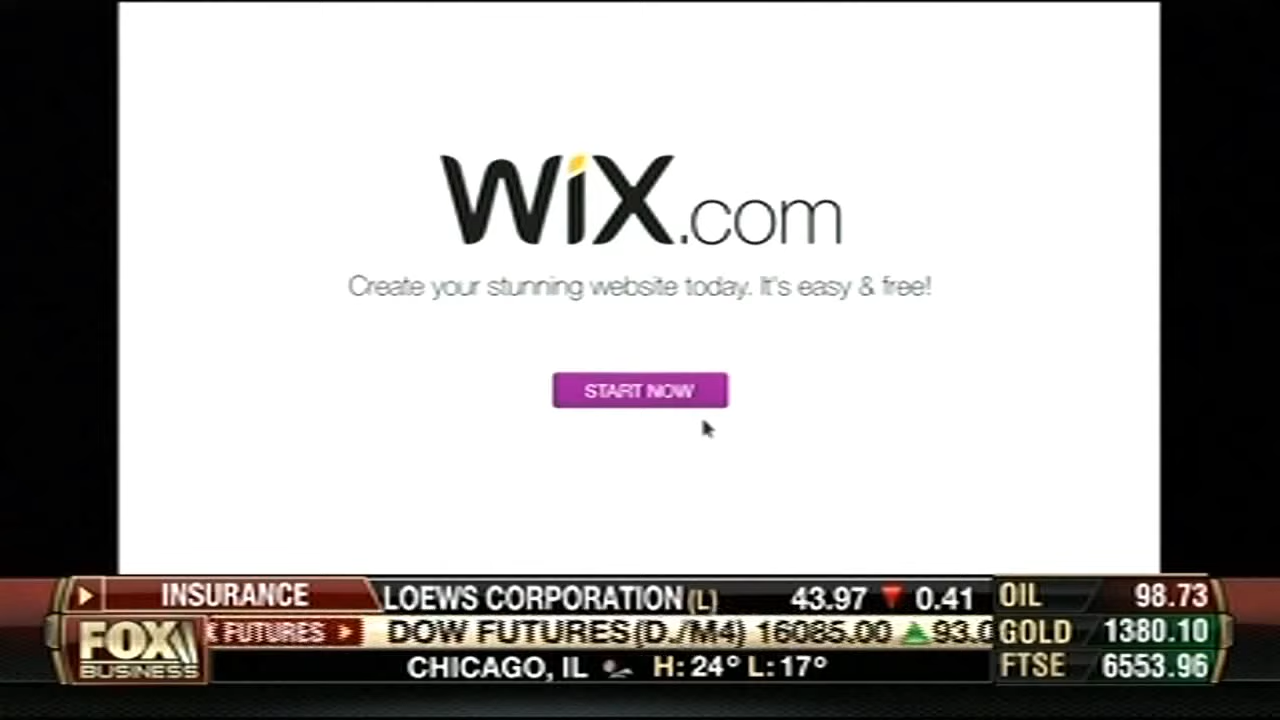 WiX.com
Create your stunning website today. It's easy & free!
START NOW
INSURANCE LOEWS CORPORATION (L) 43.97 0.41 OIL 98.73
FUTURES DOW FUTURES (D./M4) 16085.00 93.0 GOLD 1380.10
FOX BUSINESS
CHICAGO, IL H: 24° L: 17° FTSE 6553.96